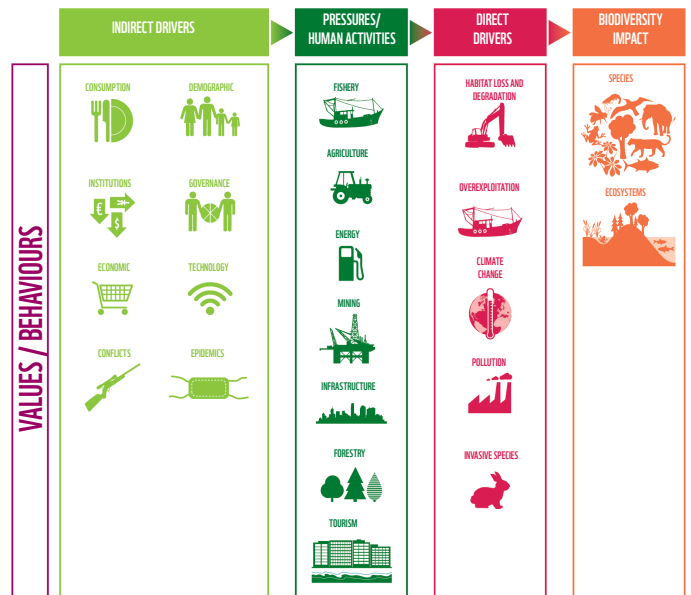 INDIRECT DRIVERS
PRESSURES/
HUMAN ACTIVITIES
DIRECT
DRIVERS
BIODIVERSITY
IMPACT
VALUES / BEHAVIOURS
CONSUMPTION
DEMOGRAPHIC
INSTITUTIONS
GOVERNANCE
€
$
ECONOMIC
TECHNOLOGY
CONFLICTS
EPIDEMICS
FISHERY
AGRICULTURE
ENERGY
MINING
INFRASTRUCTURE
FORESTRY
TOURISM
HABITAT LOSS AND
DEGRADATION
OVEREXPLOITATION
CLIMATE
CHANGE
POLLUTION
INVASIVE SPECIES
SPECIES
ECOSYSTEMS